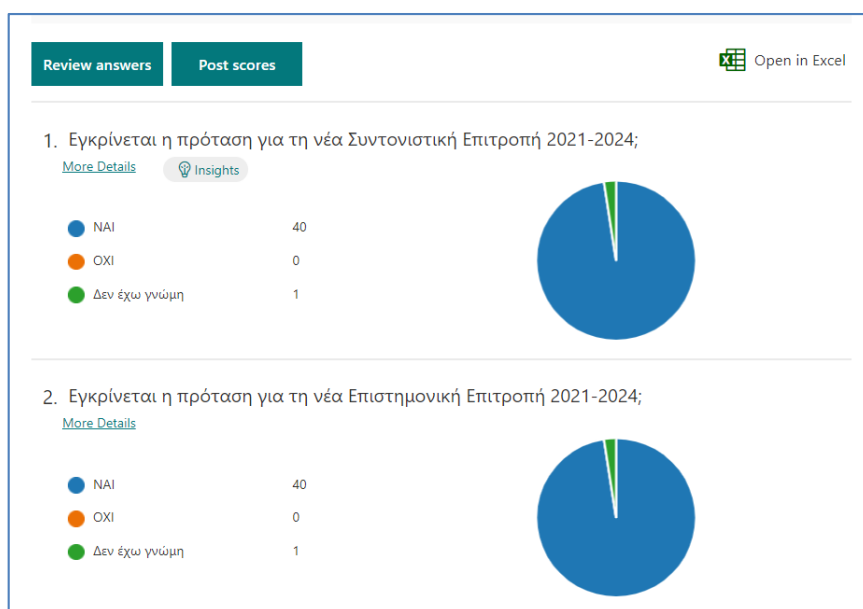 Review answers Post scores Open in Excel
1. Εγκρίνεται η πρόταση για τη νέα Συντονιστική Επιτροπή 2021-2024;
More Details Insights
ΝΑΙ 40
ΟΧΙ 0
Δεν έχω γνώμη 1
2. Εγκρίνεται η πρόταση για τη νέα Επιστημονική Επιτροπή 2021-2024;
More Details
ΝΑΙ 40
ΟΧΙ 0
Δεν έχω γνώμη 1